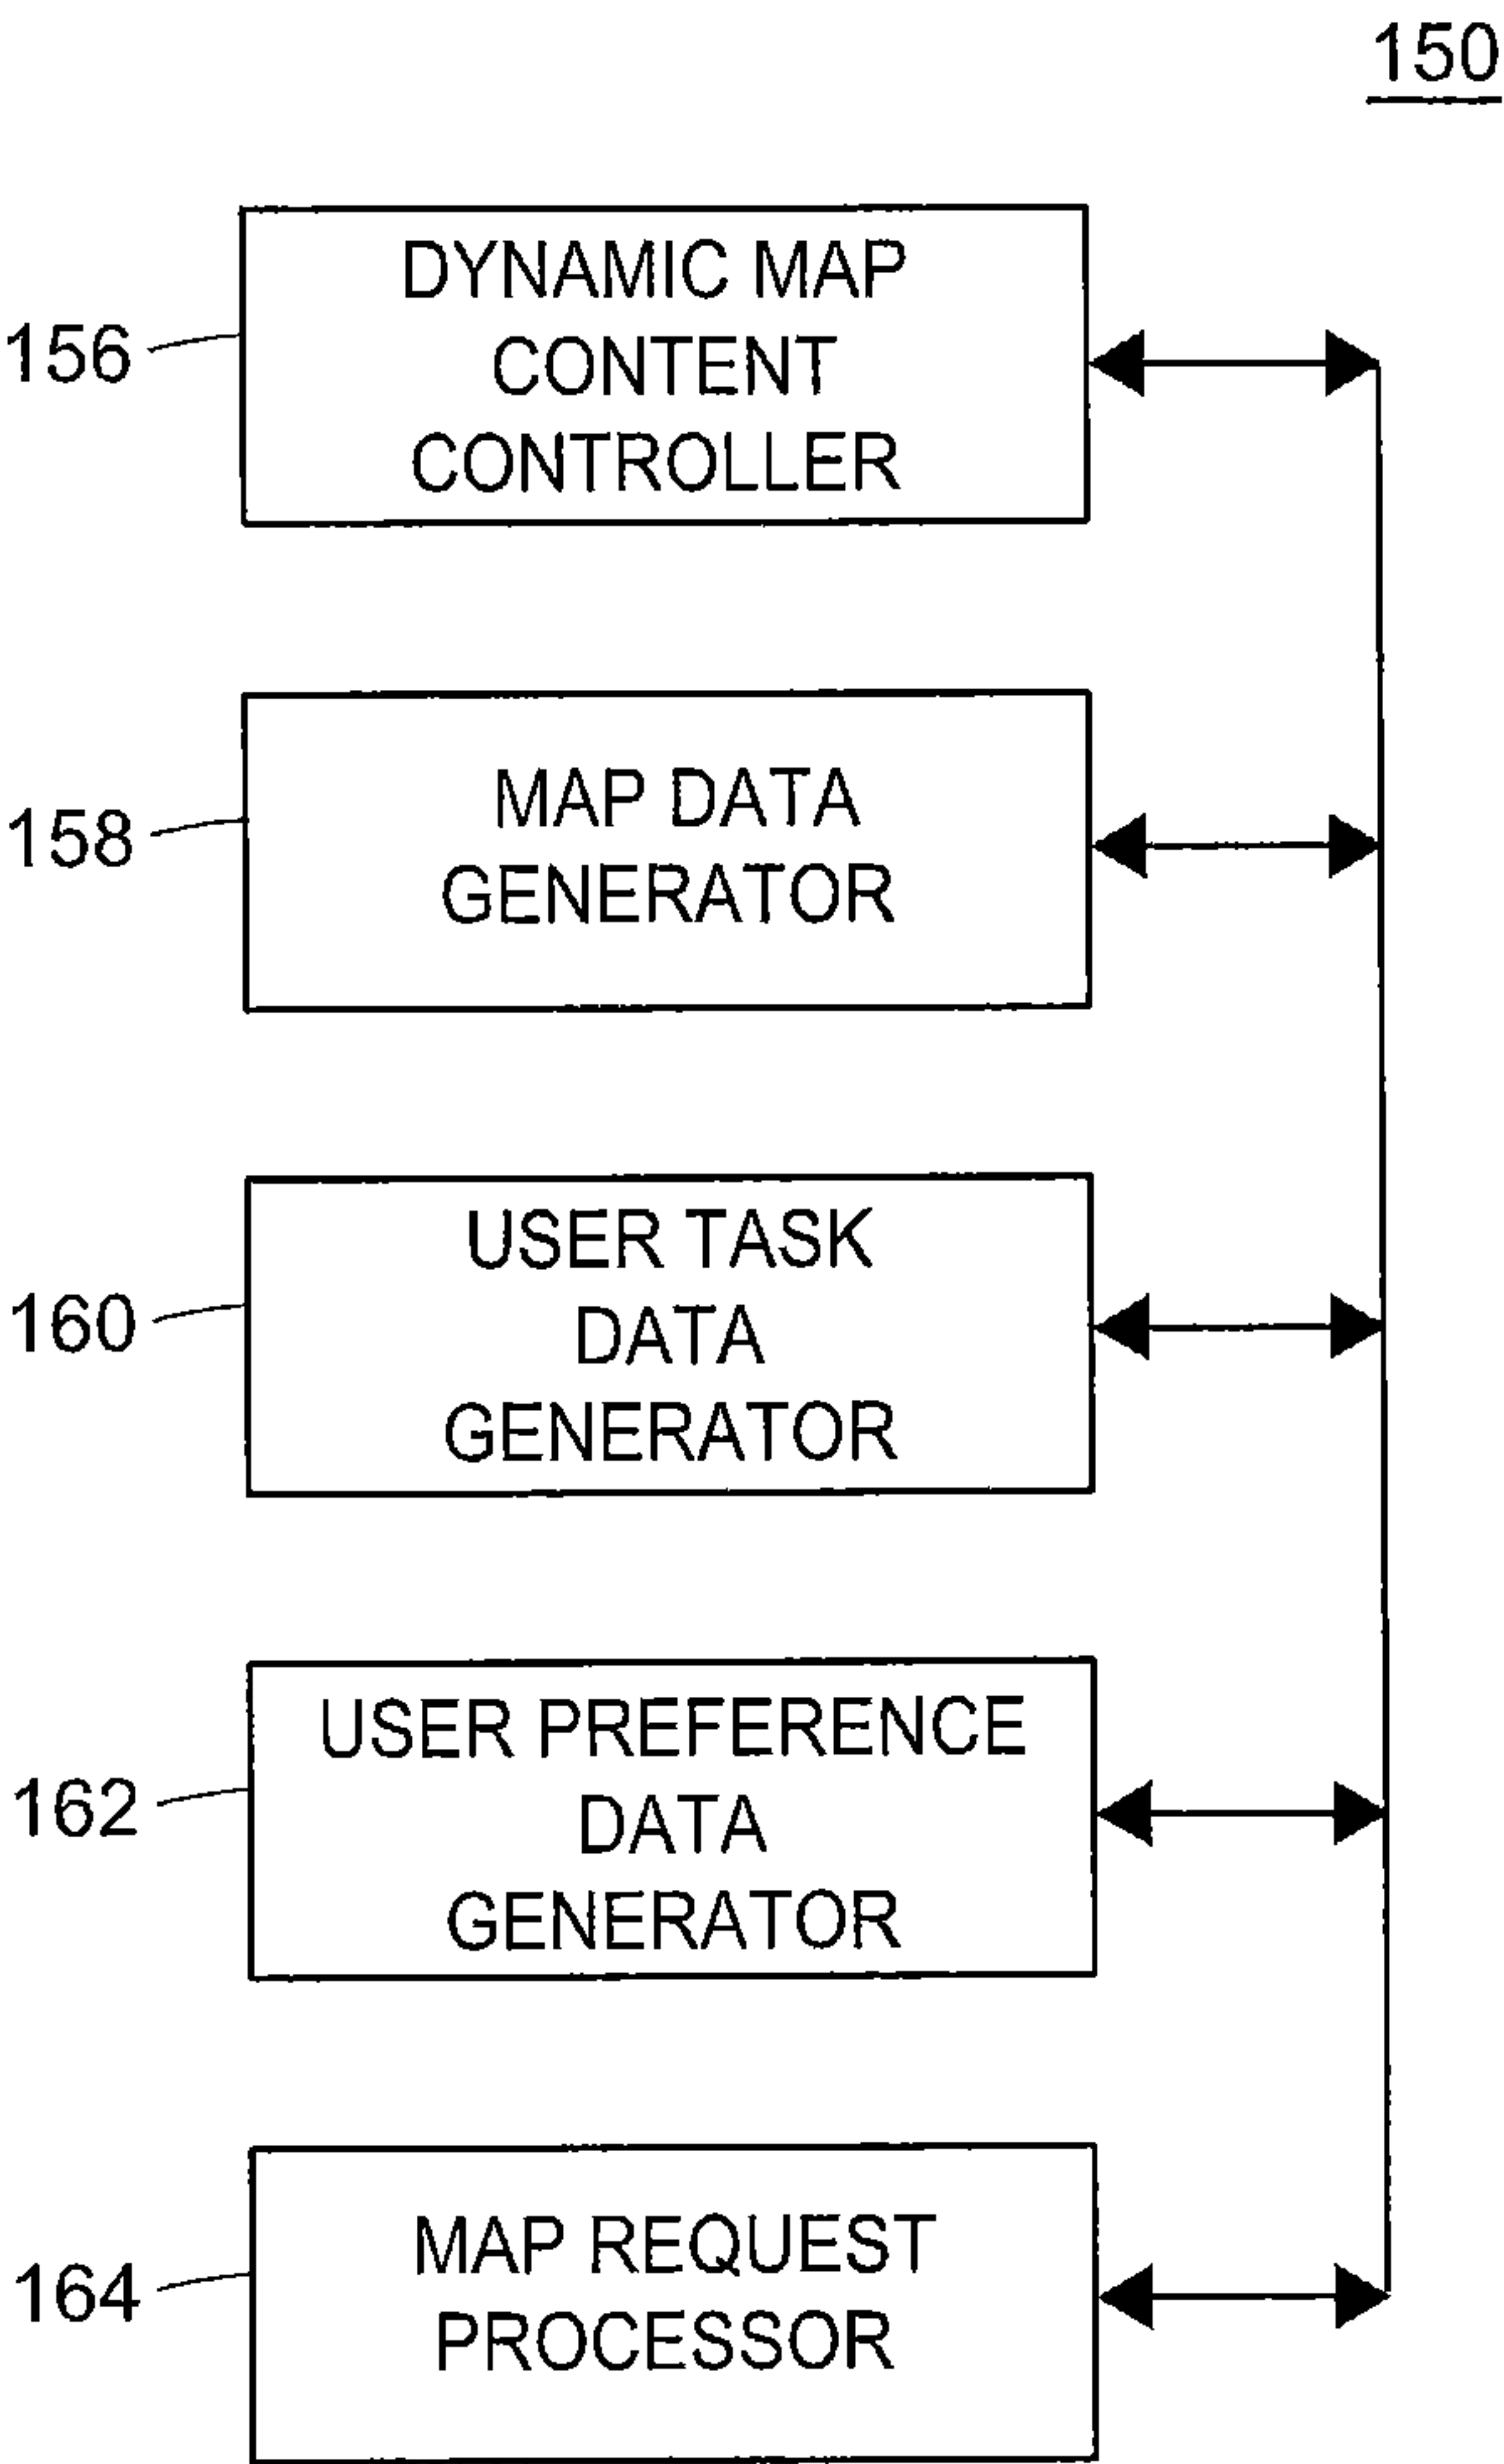 150
DYNAMIC MAP
CONTENT
CONTROLLER
156
MAP DATA
GENERATOR
158
USER TASK
DATA
GENERATOR
160
USER PREFERENCE
DATA
GENERATOR
162
MAP REQUEST
PROCESSOR
164